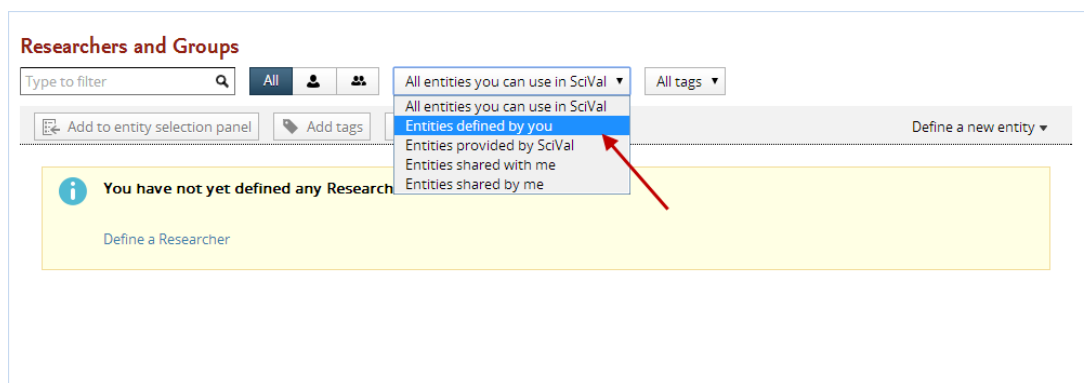 Researchers and Groups
Type to filter All All entities you can use in SciVal All tags
All entities you can use in SciVal
Add to entity selection panel Add tags Entities defined by you Define a new entity
Entities provided by SciVal
Entities shared with me
Entities shared by me
You have not yet defined any Research
Define a Researcher